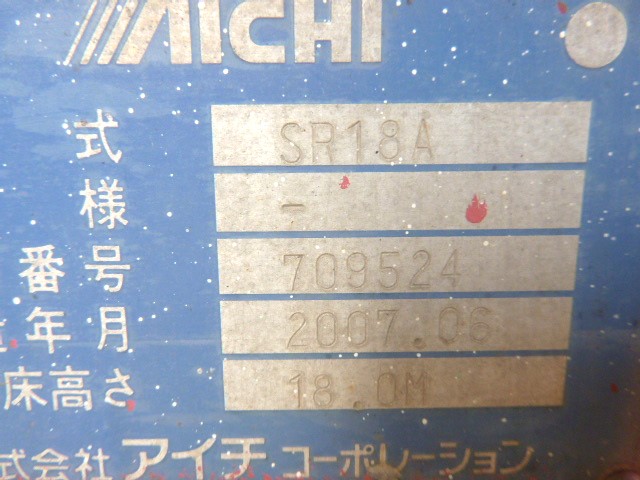 AICHI
式 SR18A
様 -
番号 709524
年月 2007.06
床高さ 18.0M
式会社 アイチ コーポレーション